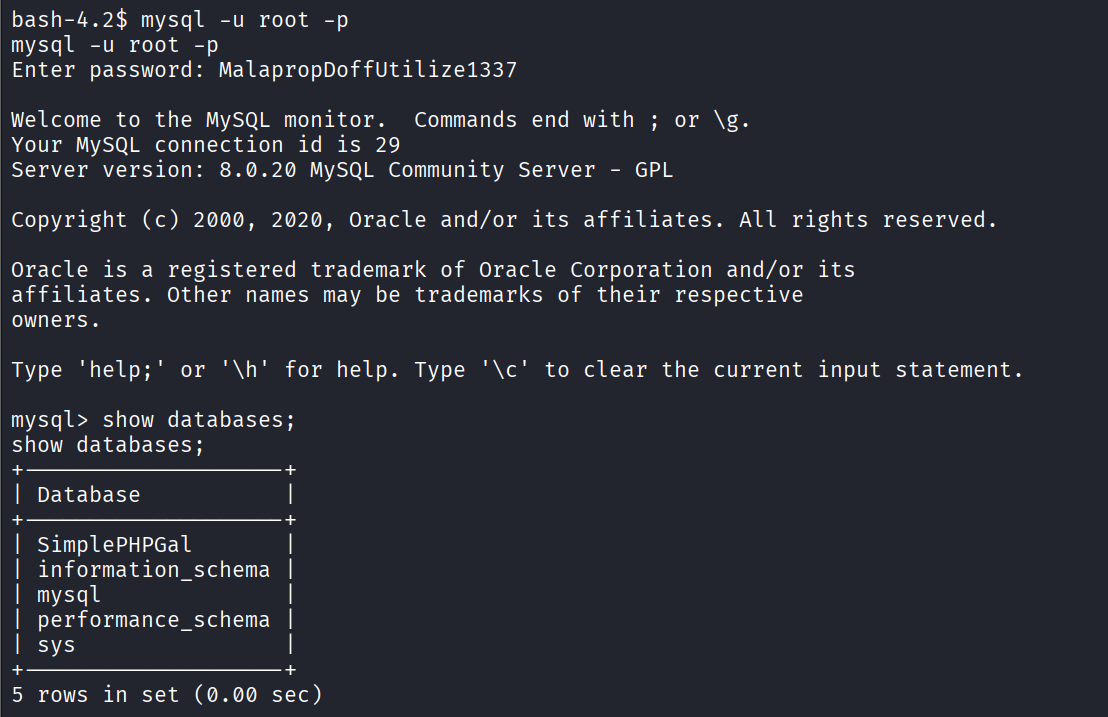 bash-4.2$ mysql -u root -p
mysql -u root -p
Enter password: MalapropDoffUtilize1337
Welcome to the MySQL monitor.  Commands end with ; or \g.
Your MySQL connection id is 29
Server version: 8.0.20 MySQL Community Server - GPL
Copyright (c) 2000, 2020, Oracle and/or its affiliates. All rights reserved.
Oracle is a registered trademark of Oracle Corporation and/or its
affiliates. Other names may be trademarks of their respective
owners.
Type 'help;' or '\h' for help. Type '\c' to clear the current input statement.
mysql> show databases;
show databases;
+--------------------+
| Database           |
+--------------------+
| SimplePHPGal       |
| information_schema |
| mysql              |
| performance_schema |
| sys                |
+--------------------+
5 rows in set (0.00 sec)